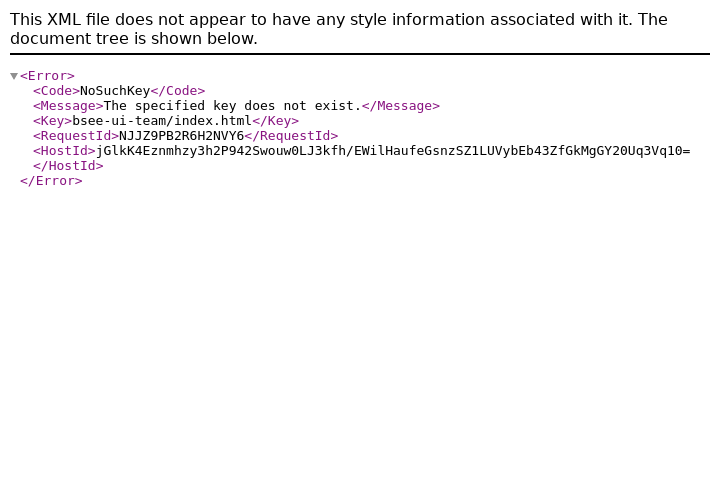 This XML file does not appear to have any style information associated with it. The
document tree is shown below.
<Error>
<Code>NoSuchKey</Code>
<Message>The specified key does not exist.</Message>
<Key>bsee-ui-team/index.html</Key>
<RequestId>NJJZ9PB2R6H2NVY6</RequestId>
<HostId>jGlkK4Eznmhzy3h2P942Swouw0LJ3kfh/EWilHaufeGsnzSZ1LUVybEb43ZfGkMgGY20Uq3Vq10=
</HostId>
</Error>